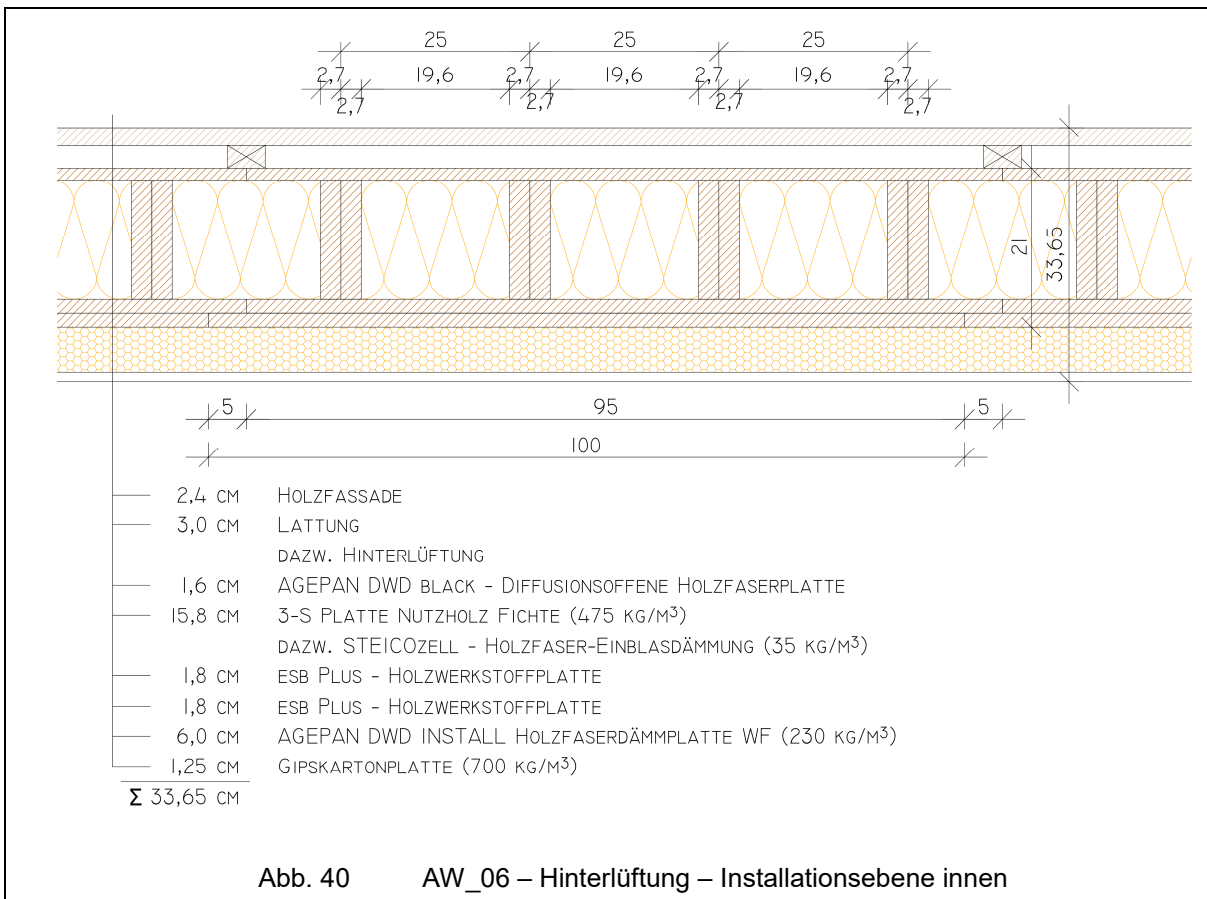 25 25 25
2,7 19,6 2,7 19,6 2,7 19,6 2,7
2,7 2,7 2,7 2,7
21
33,65
5 95 5
100
2,4 CM HOLZFASSADE
3,0 CM LATTUNG
DAZW. HINTERLÜFTUNG
1,6 CM AGEPAN DWD BLACK - DIFFUSIONSOFFENE HOLZFASERPLATTE
15,8 CM 3-S PLATTE NUTZHOLZ FICHTE (475 KG/M³)
DAZW. STEICOZELL - HOLZFASER-EINBLASDÄMMUNG (35 KG/M³)
1,8 CM ESB PLUS - HOLZWERKSTOFFPLATTE
1,8 CM ESB PLUS - HOLZWERKSTOFFPLATTE
6,0 CM AGEPAN DWD INSTALL HOLZFASERDÄMMPLATTE WF (230 KG/M³)
1,25 CM GIPSKARTONPLATTE (700 KG/M³)
Σ 33,65 CM
Abb. 40 AW_06 – Hinterlüftung – Installationsebene innen